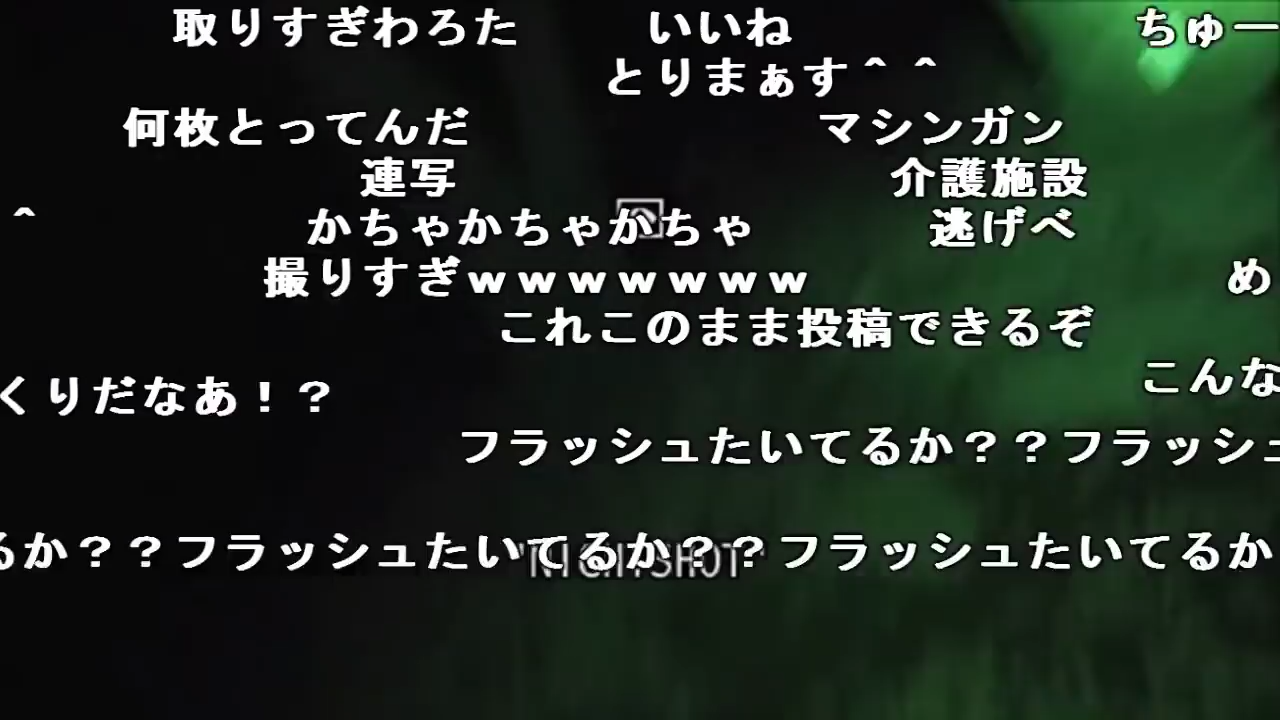 取りすぎわろた いいね ちゅー
とりまぁす＾＾
何枚とってんだ マシンガン
連写 介護施設
＾ かちゃかちゃかちゃ 逃げべ
撮りすぎｗｗｗｗｗｗｗ め
これこのまま投稿できるぞ
こんな
くりだなあ！？
フラッシュたいてるか？？フラッシュ
るか？？フラッシュたいてるか？？フラッシュたいてるか
"NIGHTSHOT"